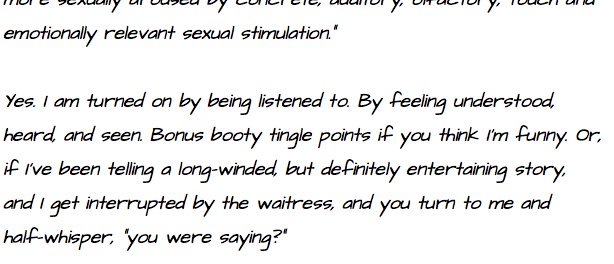 more sexually aroused by concrete, auditory, olfactory, touch and
emotionally relevant sexual stimulation."
Yes. I am turned on by being listened to. By feeling understood,
heard, and seen. Bonus booty tingle points if you think I'm funny. Or,
if I've been telling a long-winded, but definitely entertaining story,
and I get interrupted by the waitress, and you turn to me and
half-whisper, "you were saying?"